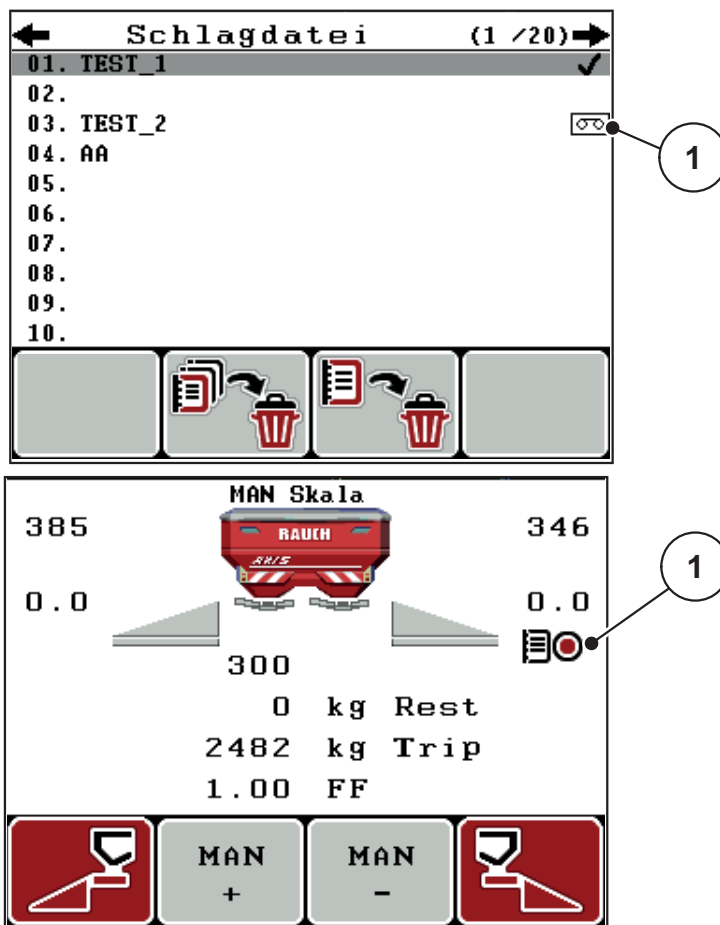 Schlagdatei (1 /20)
01. TEST_1
02.
03. TEST_2
04. AA
05.
06.
07.
08.
09.
10.
1
MAN Skala
385 346
RAUCH
AXIS
0.0 0.0
1
300
0 kg Rest
2482 kg Trip
1.00 FF
MAN MAN
+ -